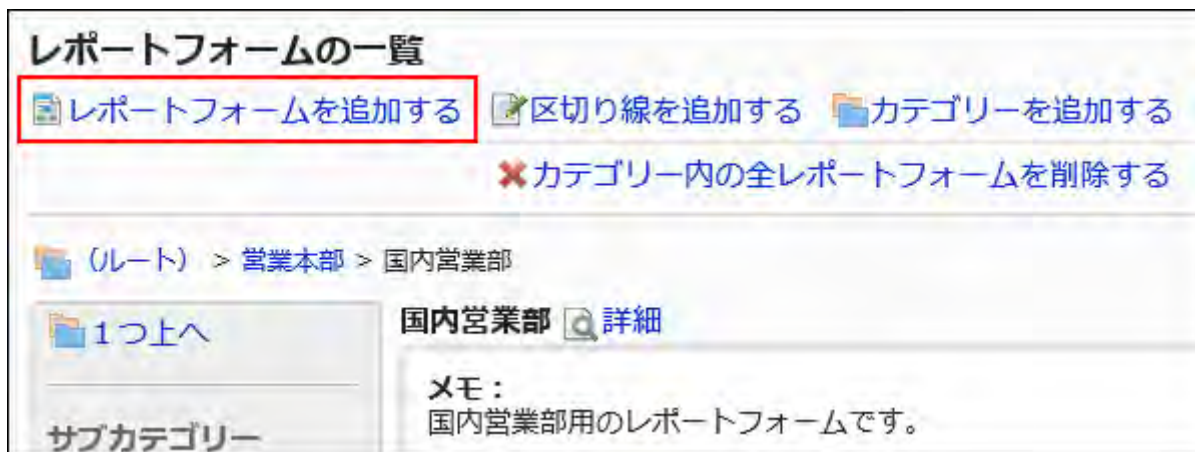 レポートフォームの一覧
レポートフォームを追加する 区切り線を追加する カテゴリーを追加する
カテゴリー内の全レポートフォームを削除する
（ルート） > 営業本部 > 国内営業部
1つ上へ
国内営業部 詳細
メモ：
国内営業部用のレポートフォームです。
サブカテゴリー